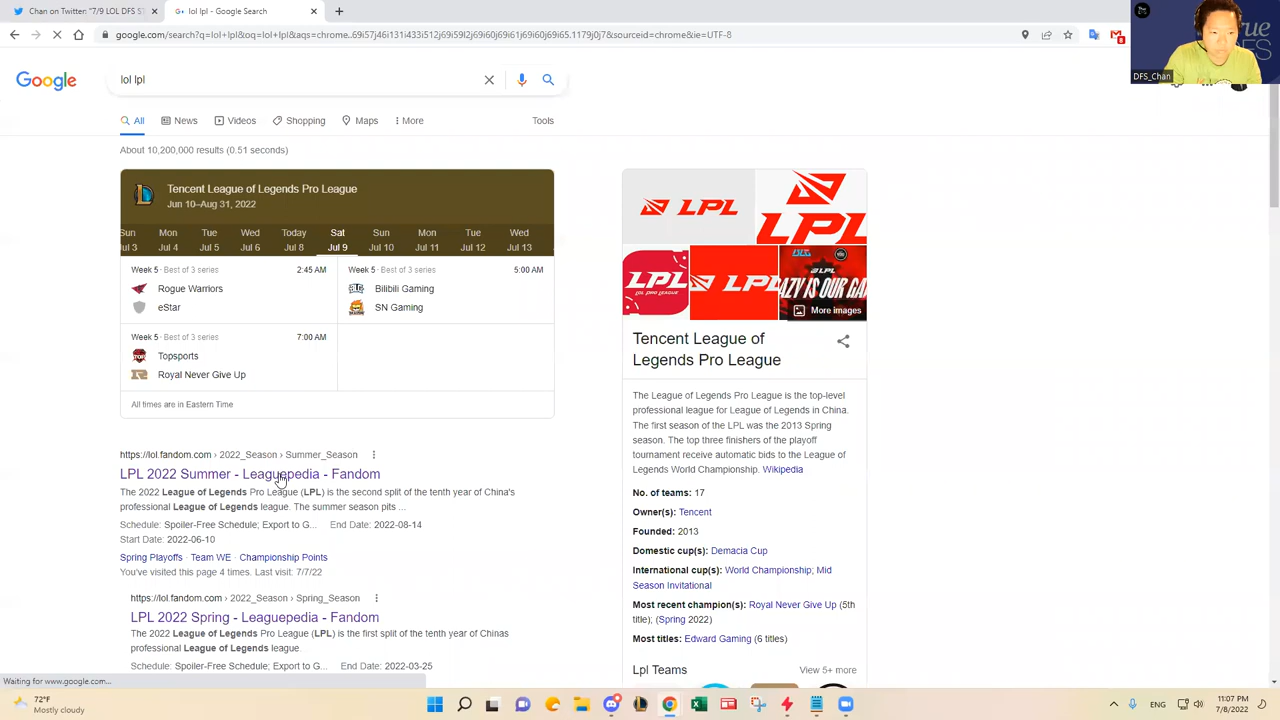 Chan on Twitter: "7/9 LOL DFS S
lol lpl - Google Search
google.com/search?q=lol+lpl&oq=lol+lpl&aqs=chrome..69i57j46i131i433i512j69i59l2j69i60j69i61j69i60j69i65.1179j0j7&sourceid=chrome&ie=UTF-8
DFS_Chan
Google
lol lpl
All
News
Videos
Shopping
Maps
More
Tools
About 10,200,000 results (0.51 seconds)
Tencent League of Legends Pro League
Jun 10–Aug 31, 2022
Sun Mon Tue Wed Today Sat Sun Mon Tue Wed
Jul 3 Jul 4 Jul 5 Jul 6 Jul 8 Jul 9 Jul 10 Jul 11 Jul 12 Jul 13
Week 5 · Best of 3 series 2:45 AM
Rogue Warriors
eStar
Week 5 · Best of 3 series 5:00 AM
Bilibili Gaming
SN Gaming
Week 5 · Best of 3 series 7:00 AM
Topsports
Royal Never Give Up
All times are in Eastern Time
https://lol.fandom.com › 2022_Season › Summer_Season
LPL 2022 Summer - Leaguepedia - Fandom
The 2022 League of Legends Pro League (LPL) is the second split of the tenth year of China's
professional League of Legends league. The summer season pits ...
Schedule: Spoiler-Free Schedule; Export to G... End Date: 2022-08-14
Start Date: 2022-06-10
Spring Playoffs · Team WE · Championship Points
You've visited this page 4 times. Last visit: 7/7/22
https://lol.fandom.com › 2022_Season › Spring_Season
LPL 2022 Spring - Leaguepedia - Fandom
The 2022 League of Legends Pro League (LPL) is the first split of the tenth year of Chinas
professional League of Legends league.
Schedule: Spoiler-Free Schedule; Export to G... End Date: 2022-03-25
LPL
LPL
LPL
LPL
LPL
AZY IS OUR GA
More images
Tencent League of
Legends Pro League
The League of Legends Pro League is the top-level
professional league for League of Legends in China.
The first season of the LPL was the 2013 Spring
season. The top three finishers of the playoff
tournament receive automatic bids to the League of
Legends World Championship. Wikipedia
No. of teams: 17
Owner(s): Tencent
Founded: 2013
Domestic cup(s): Demacia Cup
International cup(s): World Championship; Mid
Season Invitational
Most recent champion(s): Royal Never Give Up (5th
title); (Spring 2022)
Most titles: Edward Gaming (6 titles)
Lpl Teams
View 5+ more
Waiting for www.google.com...
72°F
Mostly cloudy
ENG
11:07 PM
7/8/2022